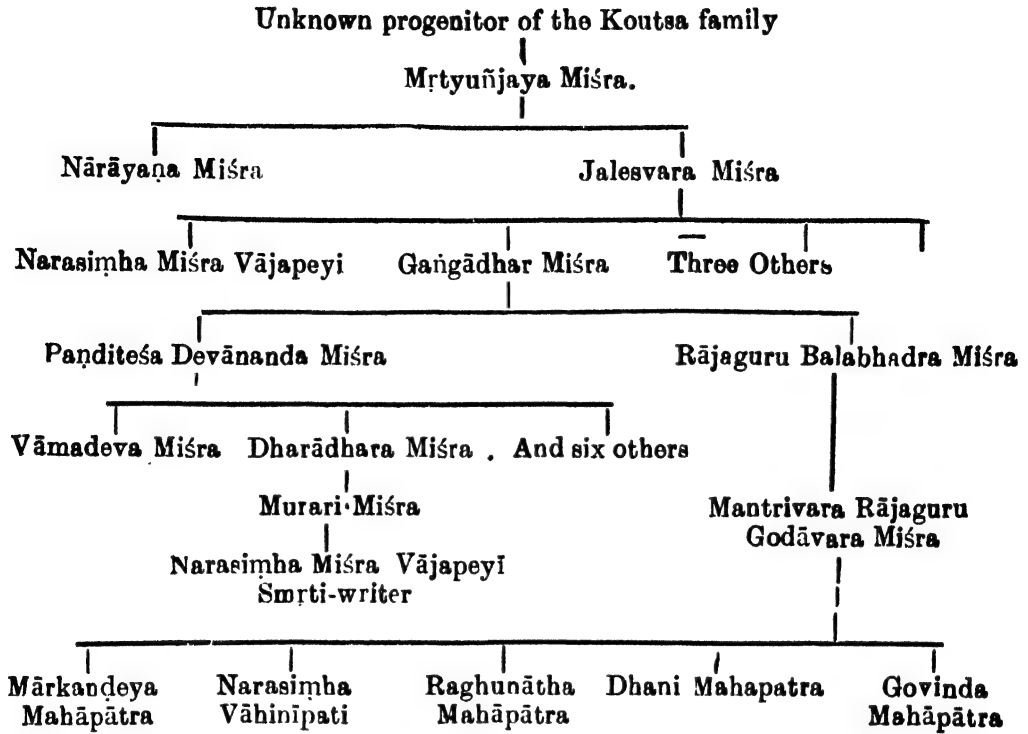 Unknown progenitor of the Koutsa family
Mṛtyuñjaya Miśra.
Nārāyaṇa Miśra Jalesvara Miśra
Narasiṃha Miśra Vājapeyi Gaṅgādhar Miśra Three Others
Paṇditeśa Devānanda Miśra Rājaguru Balabhadra Miśra
Vāmadeva Miśra Dharādhara Miśra . And six others
Murari Miśra
Mantrivara Rājaguru
Godāvara Miśra
Narasiṃha Miśra Vājapeyī
Smṛti-writer
Mārkaṇḍeya
Mahāpātra
Narasiṃha
Vāhinīpati
Raghunātha
Mahāpātra
Dhani Mahapatra
Govinda
Mahāpātra